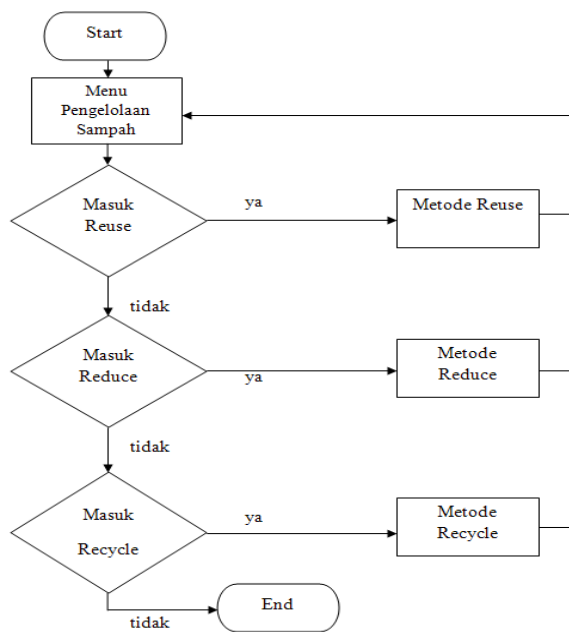 Start
Menu
Pengelolaan
Sampah
Masuk
Reuse
ya
Metode Reuse
tidak
Masuk
Reduce
ya
Metode
Reduce
tidak
Masuk
Recycle
ya
Metode
Recycle
tidak
End